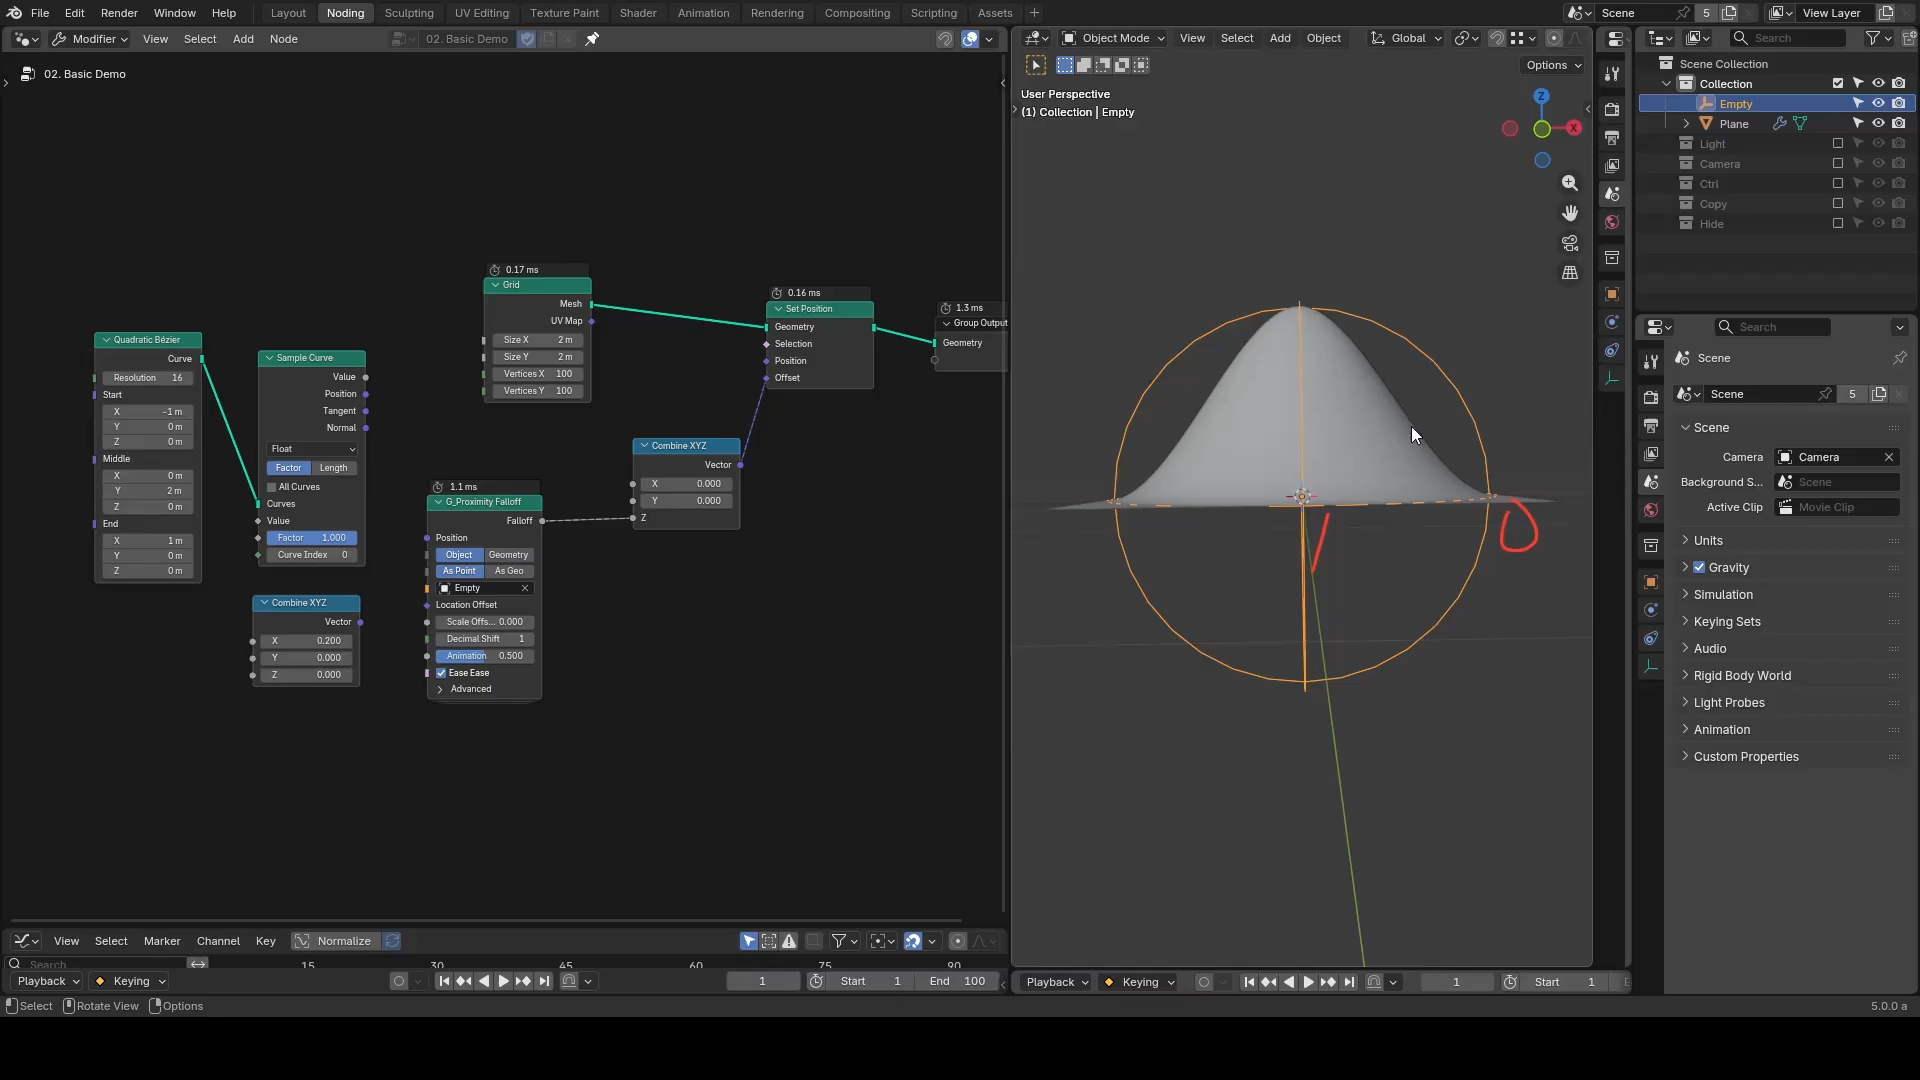 File Edit Render Window Help
Layout Noding Sculpting UV Editing Texture Paint Shader Animation Rendering Compositing Scripting Assets +
Scene 5 View Layer
Modifier View Select Add Node 02. Basic Demo
02. Basic Demo
Quadratic Bézier
Curve
Resolution 16
Start
X -1 m
Y 0 m
Z 0 m
Middle
X 0 m
Y 2 m
Z 0 m
End
X 1 m
Y 0 m
Z 0 m
Sample Curve
Value
Position
Tangent
Normal
Float
Factor Length
All Curves
Curves
Value
Factor 1.000
Curve Index 0
Combine XYZ
Vector
X 0.200
Y 0.000
Z 0.000
0.17 ms
Grid
Mesh
UV Map
Size X 2 m
Size Y 2 m
Vertices X 100
Vertices Y 100
1.1 ms
G_Proximity Falloff
Falloff
Position
Object Geometry
As Point As Geo
Empty
Location Offset
Scale Offs... 0.000
Decimal Shift 1
Animation 0.500
Ease Ease
Advanced
Combine XYZ
Vector
X 0.000
Y 0.000
Z
0.16 ms
Set Position
Geometry
Selection
Position
Offset
1.3 ms
Group Output
Geometry
Object Mode View Select Add Object Global
Options
User Perspective
(1) Collection | Empty
Z
X
1
0
Search
Scene Collection
Collection
Empty
Plane
Light
Camera
Ctrl
Copy
Hide
Search
Scene
Scene 5
Scene
Camera Camera
Background S... Scene
Active Clip Movie Clip
Units
Gravity
Simulation
Keying Sets
Audio
Rigid Body World
Light Probes
Animation
Custom Properties
View Select Marker Channel Key Normalize
Search 15 30 45 60 75 90
Playback Keying 1 Start 1 End 100
Playback Keying 1 Start 1
Select Rotate View Options 5.0.0 a